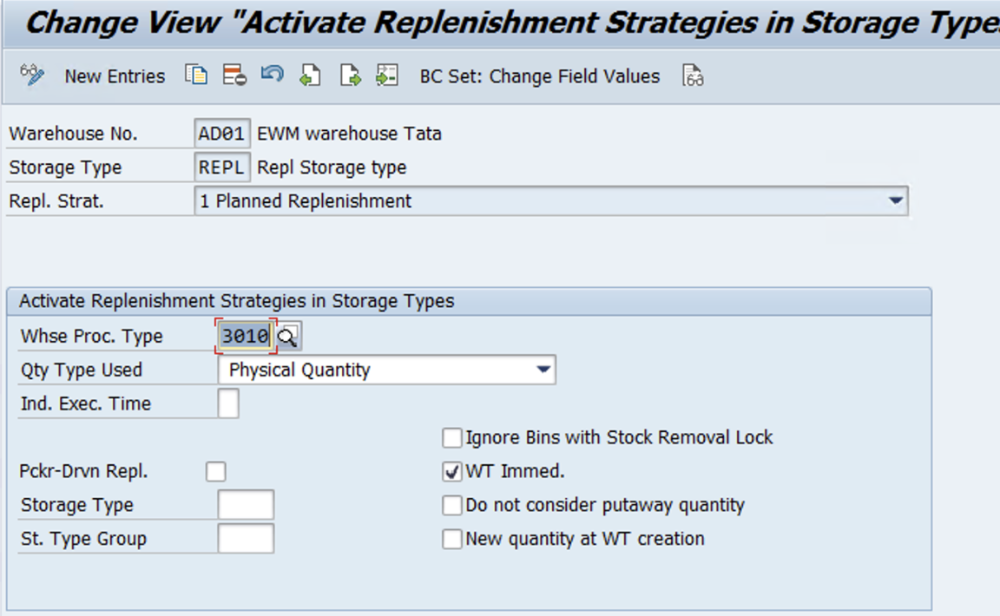 Change View "Activate Replenishment Strategies in Storage Types
New Entries BC Set: Change Field Values
Warehouse No. AD01 EWM warehouse Tata
Storage Type REPL Repl Storage type
Repl. Strat. 1 Planned Replenishment
Activate Replenishment Strategies in Storage Types
Whse Proc. Type 3010
Qty Type Used Physical Quantity
Ind. Exec. Time
Ignore Bins with Stock Removal Lock
Pckr-Drvn Repl. WT Immed.
Storage Type Do not consider putaway quantity
St. Type Group New quantity at WT creation